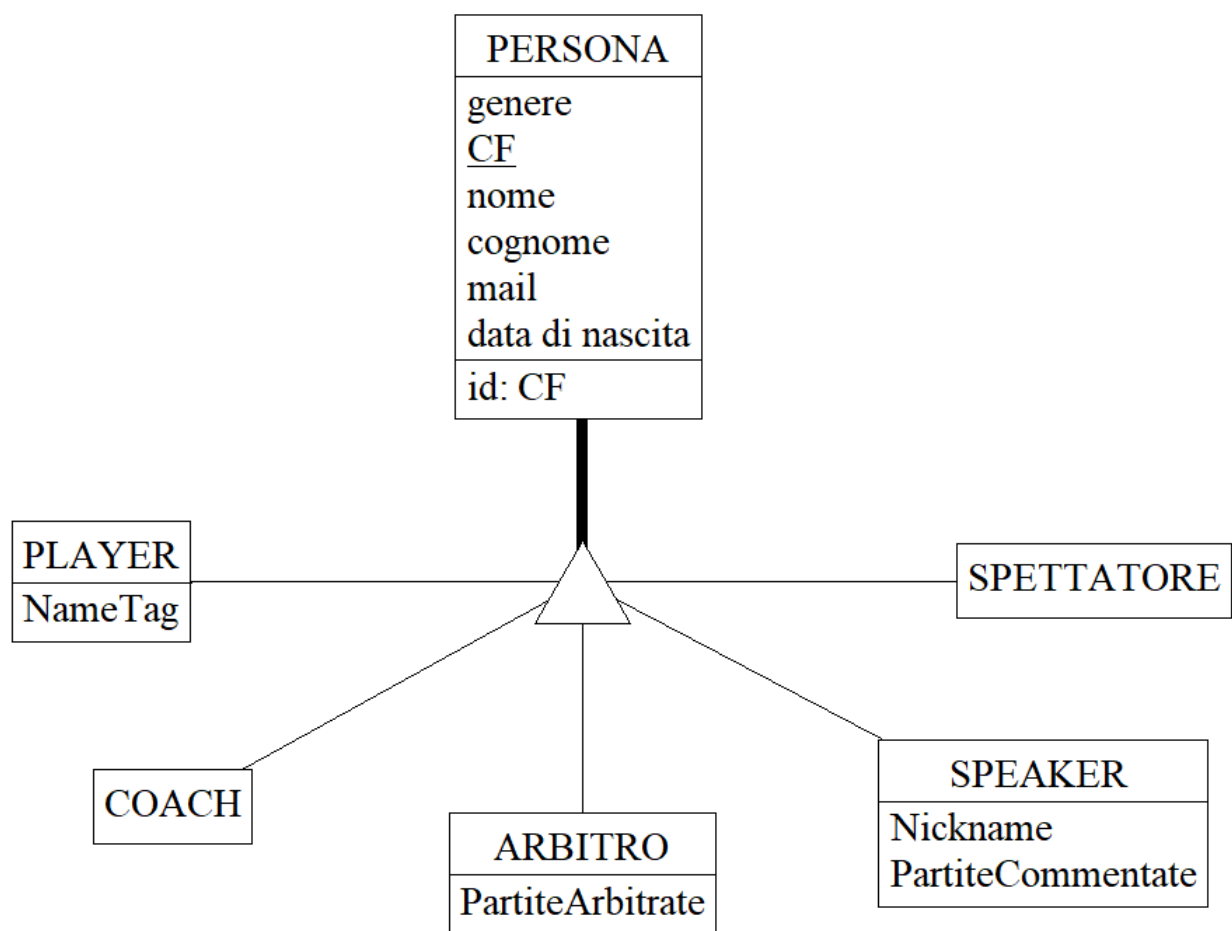 PERSONA
genere
CF
nome
cognome
mail
data di nascita
id: CF
PLAYER
NameTag
SPETTATORE
COACH
ARBITRO
PartiteArbitrate
SPEAKER
Nickname
PartiteCommentate